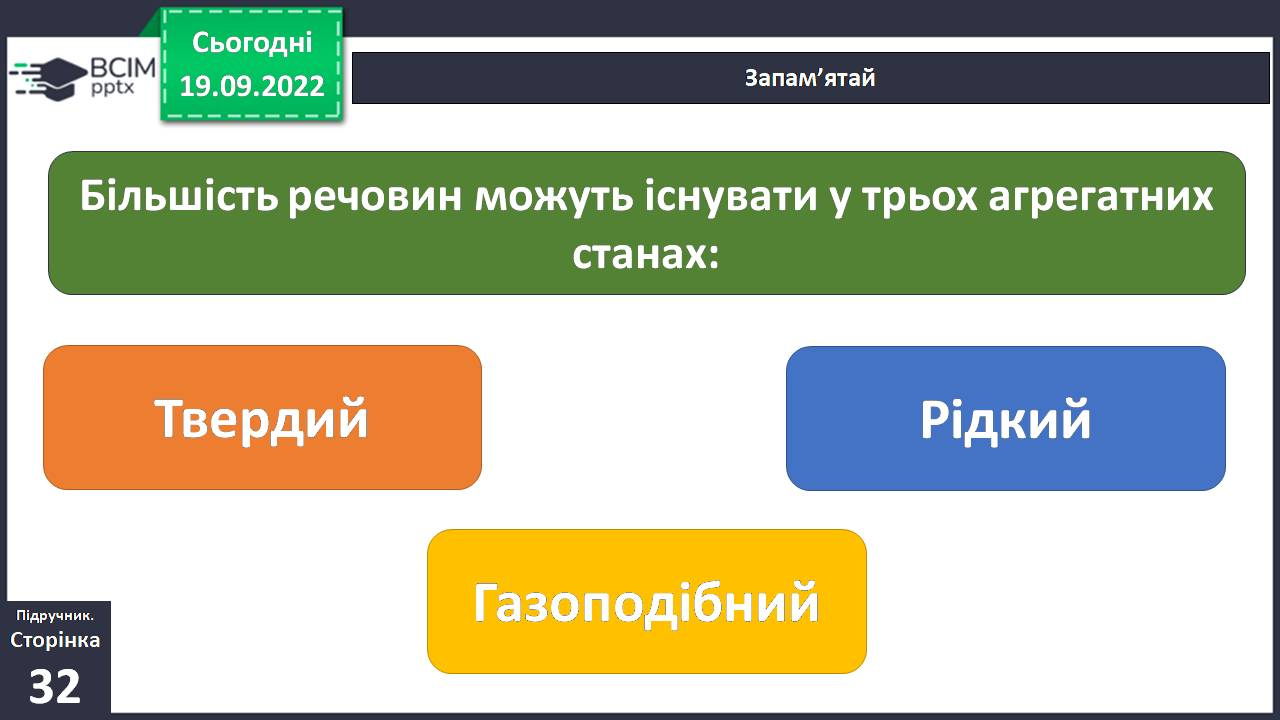 Сьогодні
19.09.2022
ВСІМ
pptx
Запам’ятай
Більшість речовин можуть існувати у трьох агрегатних
станах:
Твердий
Рідкий
Газоподібний
Підручник.
Сторінка
32